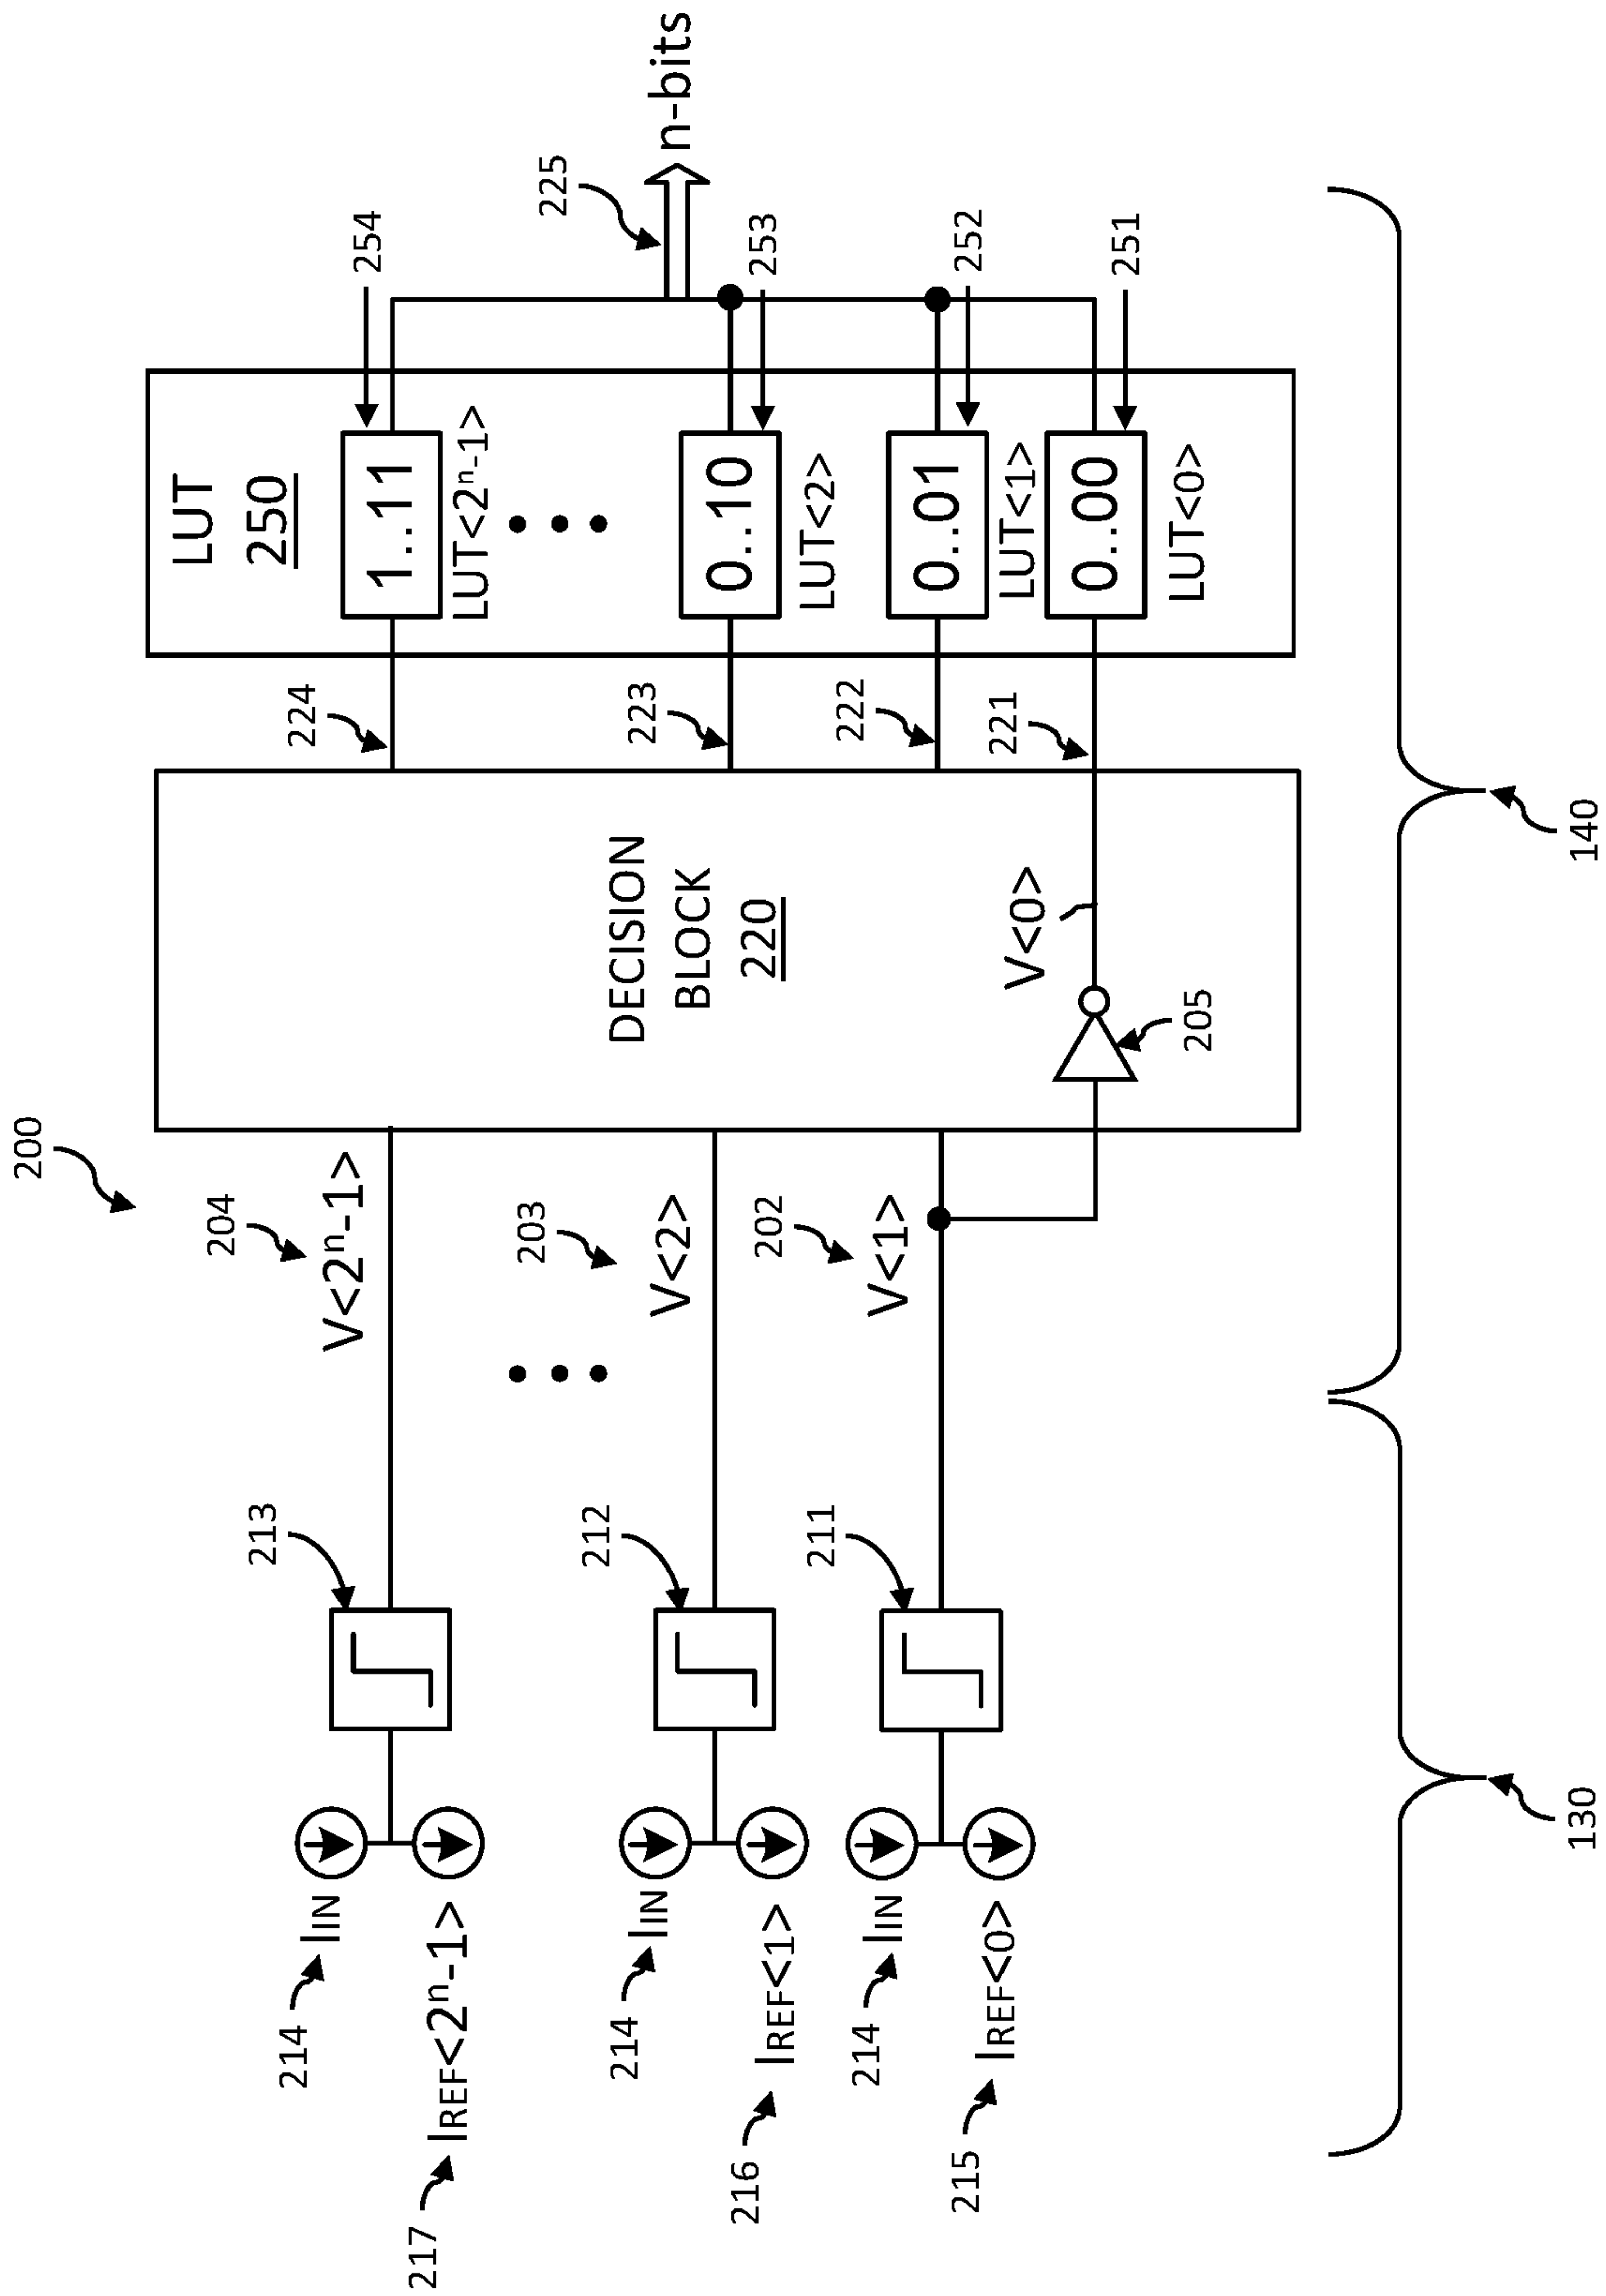 200
214
IIN
217
IREF<2ⁿ-1>
213
204
V<2ⁿ-1>
214
IIN
216
IREF<1>
212
203
V<2>
214
IIN
215
IREF<0>
211
202
V<1>
DECISION
BLOCK
220
V<0>
205
224
223
222
221
LUT
250
1..11
LUT<2ⁿ-1>
0..10
LUT<2>
0..01
LUT<1>
0..00
LUT<0>
254
253
252
251
225
n-bits
130
140